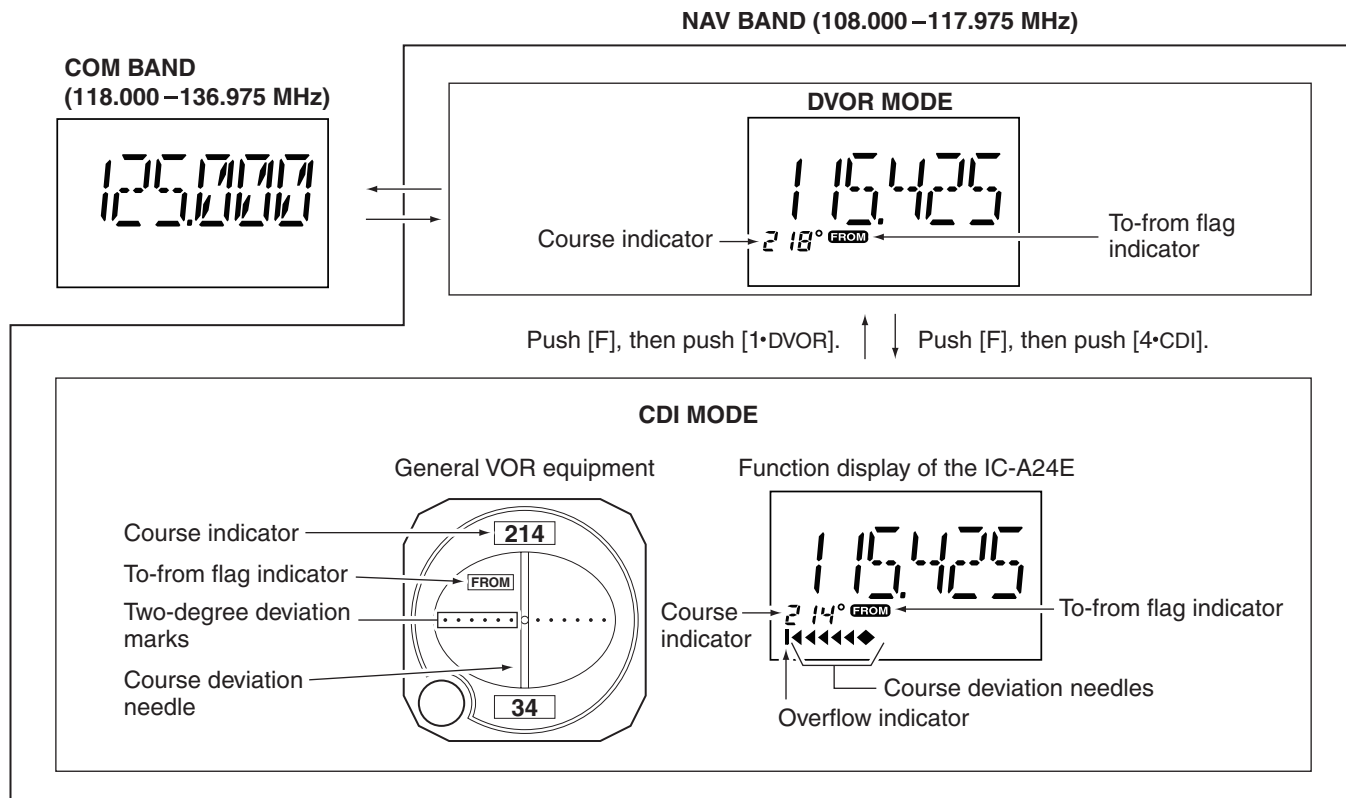 NAV BAND (108.000–117.975 MHz)
COM BAND
(118.000–136.975 MHz)
125.000
DVOR MODE
115.425
Course indicator
218° FROM
To-from flag
indicator
Push [F], then push [1•DVOR].
Push [F], then push [4•CDI].
CDI MODE
General VOR equipment
Course indicator
214
To-from flag indicator
FROM
Two-degree deviation
marks
Course deviation
needle
34
Function display of the IC-A24E
115.425
Course
indicator
214° FROM
To-from flag indicator
Course deviation needles
Overflow indicator